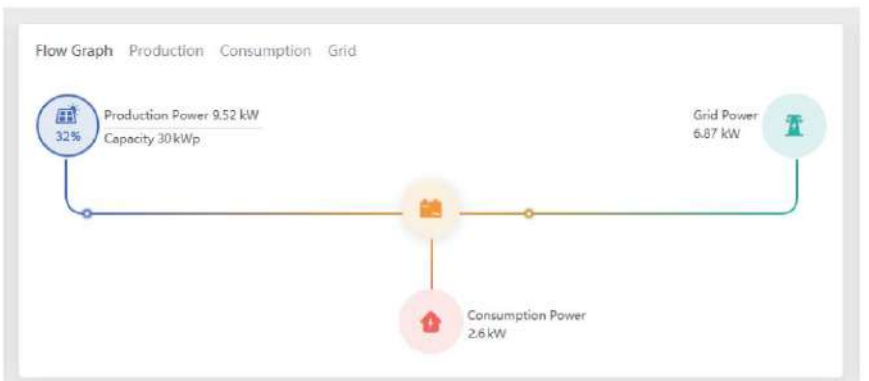 Flow Graph Production Consumption Grid
Production Power 9.52 kW
Capacity 30 kWp
32%
Grid Power
6.87 kW
Consumption Power
2.6 kW